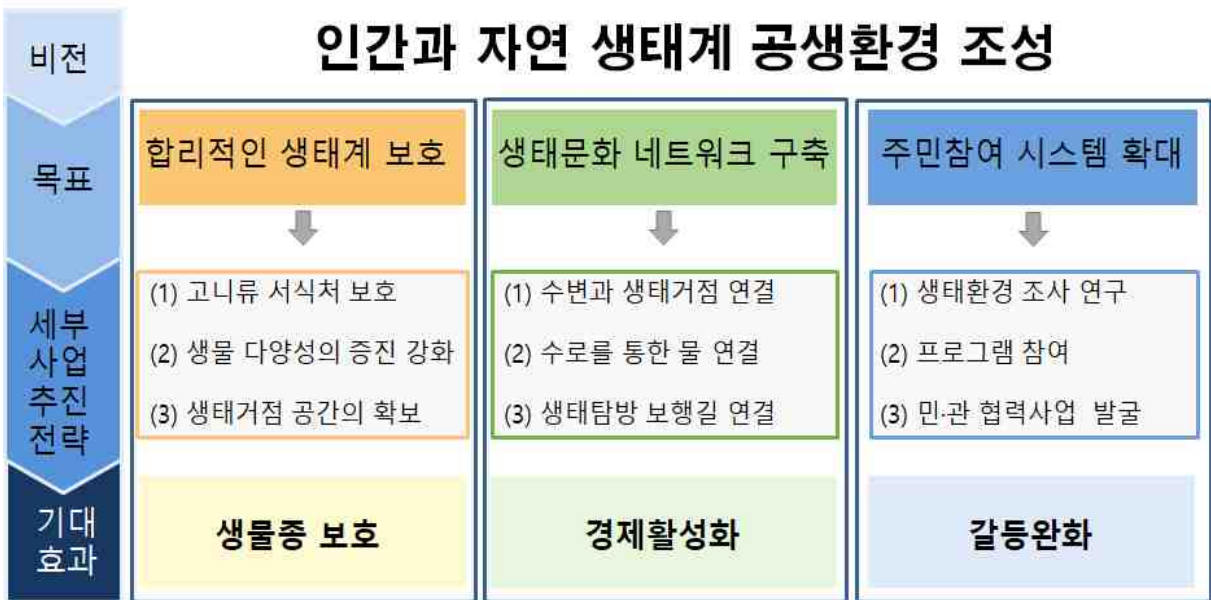 비전
인간과 자연 생태계 공생환경 조성
목표
합리적인 생태계 보호
생태문화 네트워크 구축
주민참여 시스템 확대
세부
사업
추진
전략
(1) 고니류 서식처 보호
(2) 생물 다양성의 증진 강화
(3) 생태거점 공간의 확보
(1) 수변과 생태거점 연결
(2) 수로를 통한 물 연결
(3) 생태탐방 보행길 연결
(1) 생태환경 조사 연구
(2) 프로그램 참여
(3) 민·관 협력사업 발굴
기대
효과
생물종 보호
경제활성화
갈등완화